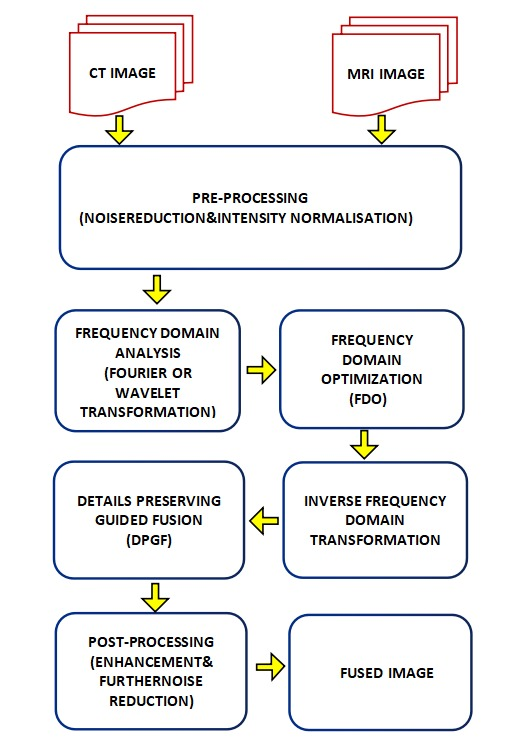 CT IMAGE
MRI IMAGE
PRE-PROCESSING
(NOISEREDUCTION&INTENSITY NORMALISATION)
FREQUENCY DOMAIN
ANALYSIS
(FOURIER OR
WAVELET
TRANSFORMATION)
FREQUENCY
DOMAIN
OPTIMIZATION
(FDO)
DETAILS PRESERVING
GUIDED FUSION
(DPGF)
INVERSE FREQUENCY
DOMAIN
TRANSFORMATION
POST-PROCESSING
(ENHANCEMENT&
FURTHERNOISE
REDUCTION)
FUSED IMAGE